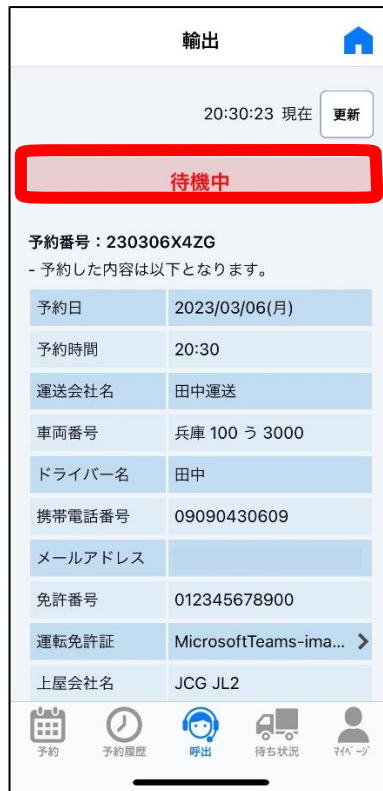 輸出
20:30:23 現在 更新
待機中
予約番号：230306X4ZG
- 予約した内容は以下となります。
予約日 2023/03/06(月)
予約時間 20:30
運送会社名 田中運送
車両番号 兵庫 100 う 3000
ドライバー名 田中
携帯電話番号 09090430609
メールアドレス
免許番号 012345678900
運転免許証 MicrosoftTeams-ima...
上屋会社名 JCG JL2
予約 予約履歴 呼出 待ち状況 マイページ